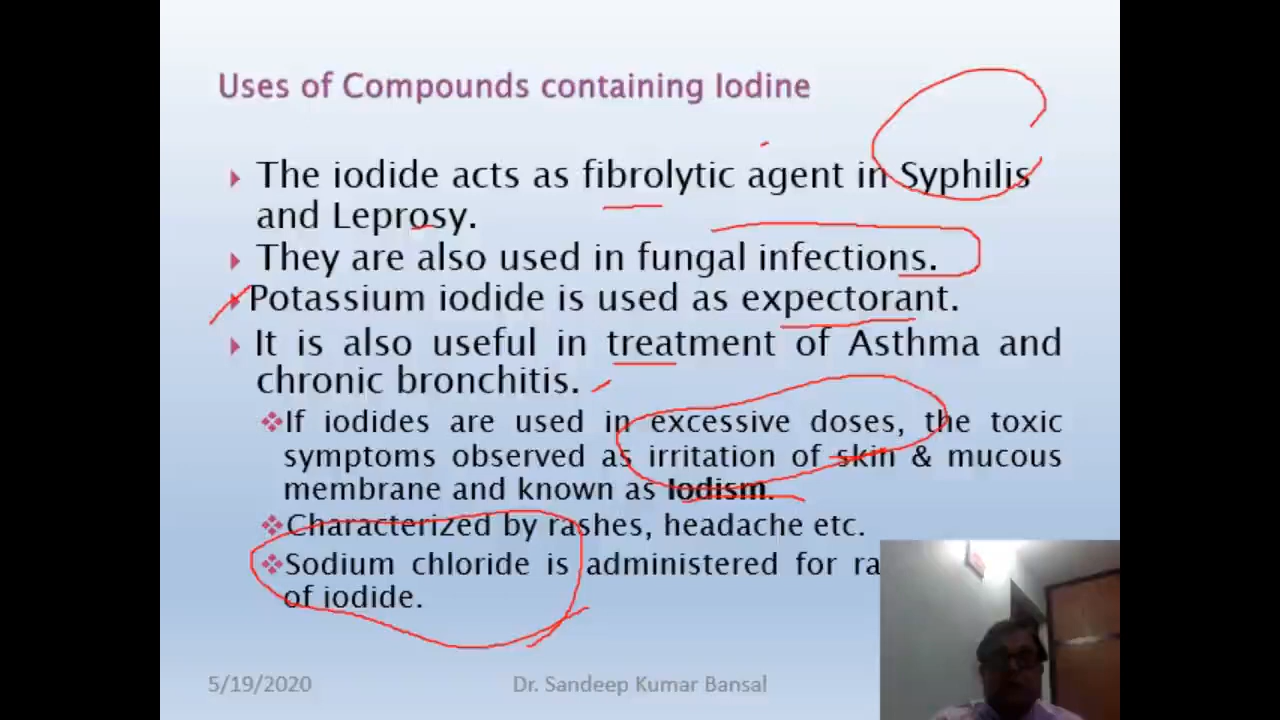 Uses of Compounds containing Iodine
The iodide acts as fibrolytic agent in Syphilis
and Leprosy.
They are also used in fungal infections.
Potassium iodide is used as expectorant.
It is also useful in treatment of Asthma and
chronic bronchitis.
If iodides are used in excessive doses, the toxic
symptoms observed as irritation of skin & mucous
membrane and known as Iodism.
Characterized by rashes, headache etc.
Sodium chloride is administered for
of iodide.
5/19/2020
Dr. Sandeep Kumar Bansal